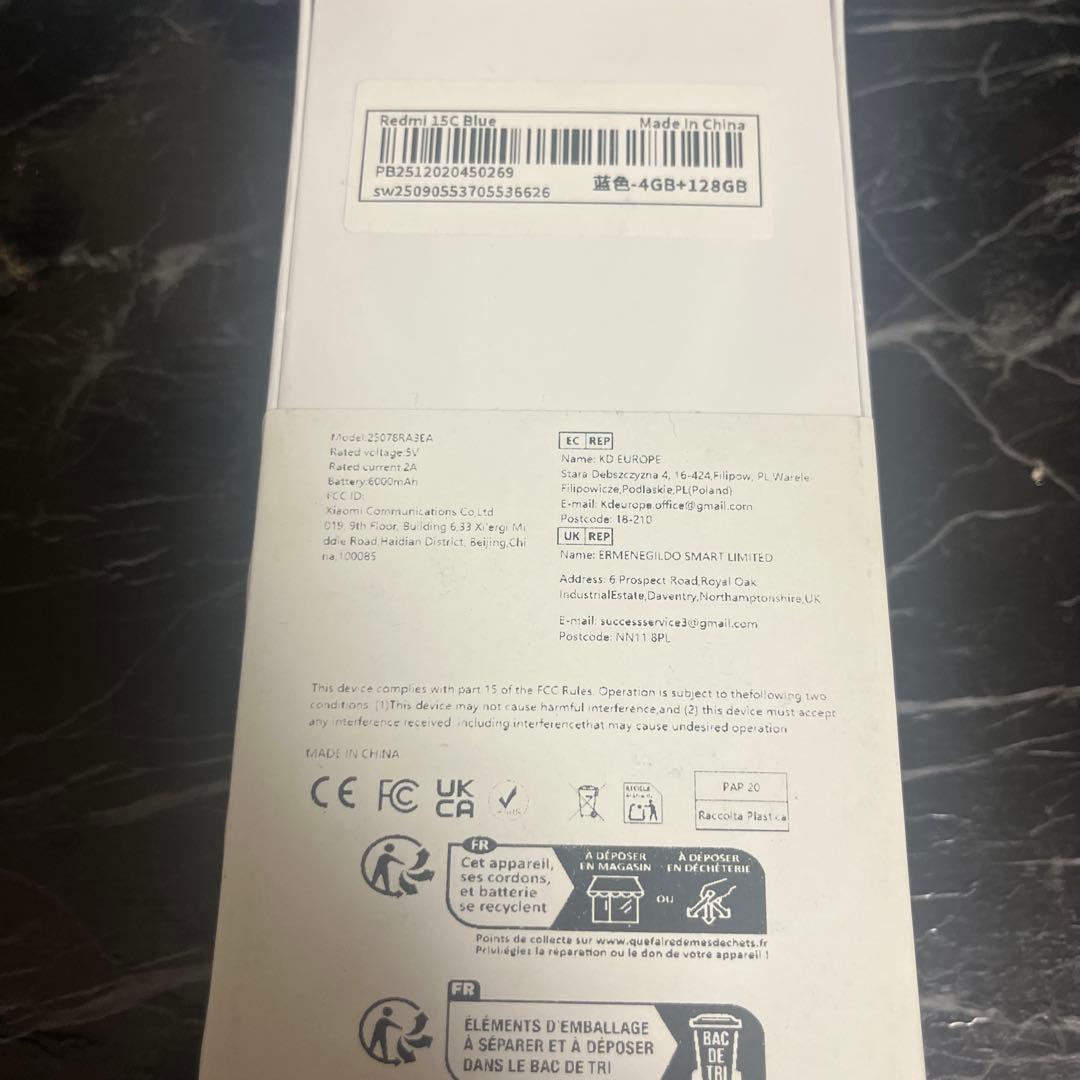 Redmi 15C Blue
Made In China
PB2512020450269
sw25090553705536626
蓝色-4GB+128GB
Model:25078RA3EA
Rated voltage:5V
Rated current:2A
Battery:6000mAh
FCC ID:
Xiaomi Communications Co,Ltd
019, 9th Floor, Building 6,33 Xi'ergi Mi
ddie Road,Haidian District, Beijing,Chi
na,100085
EC REP
Name: KD EUROPE
Stara Debszczyzna 4, 16-424,Filipow, PL,Warele-
Filipowicze,Podlaskie,PL(Poland)
E-mail: Kdeurope.office@gmail.com
Postcode: 18-210
UK REP
Name: ERMENEGILDO SMART LIMITED
Address: 6 Prospect Road,Royal Oak
IndustrialEstate,Daventry,Northamptonshire,UK
E-mail: successservice3@gmail.com
Postcode: NN11 8PL
This device complies with part 15 of the FCC Rules. Operation is subject to thefollowing two
conditions: (1)This device may not cause harmful interference,and (2) this device must accept
any interference received, including interferencethat may cause undesired operation
MADE IN CHINA
CE FC UK
CA
PAP 20
Raccolta Plastica
FR
Cet appareil,
ses cordons,
et batterie
se recyclent
À DÉPOSER
EN MAGASIN
OU
À DÉPOSER
EN DÉCHÈTERIE
Points de collecte sur www.quefairedemesdechets.fr
Privilégiez la réparation ou le don de votre appareil !
FR
ÉLÉMENTS D'EMBALLAGE
À SÉPARER ET À DÉPOSER
DANS LE BAC DE TRI
BAC
DE
TRI